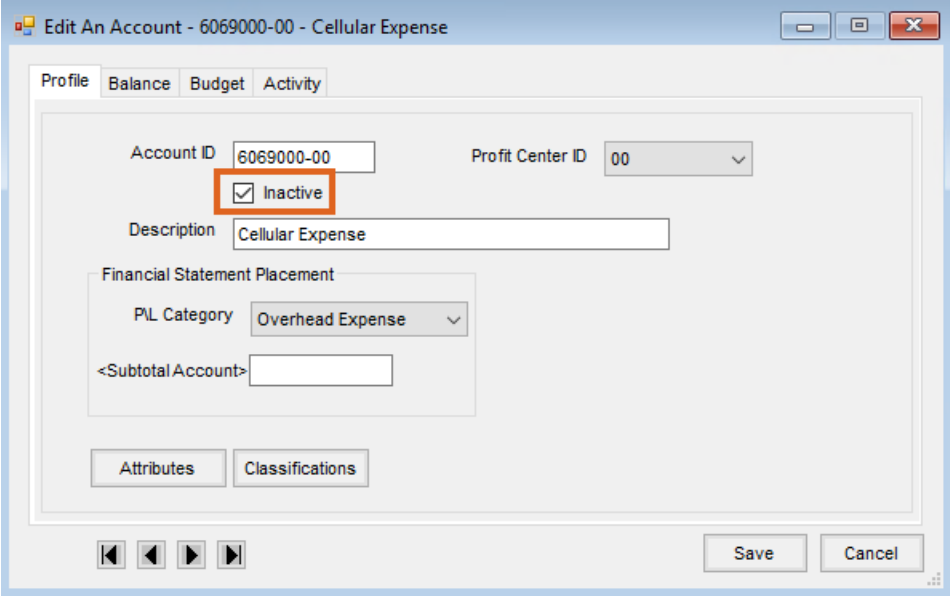 Edit An Account - 6069000-00 - Cellular Expense
Profile Balance Budget Activity
Account ID 6069000-00 Profit Center ID 00
Inactive
Description Cellular Expense
Financial Statement Placement
P\L Category Overhead Expense
<Subtotal Account>
Attributes Classifications
Save Cancel